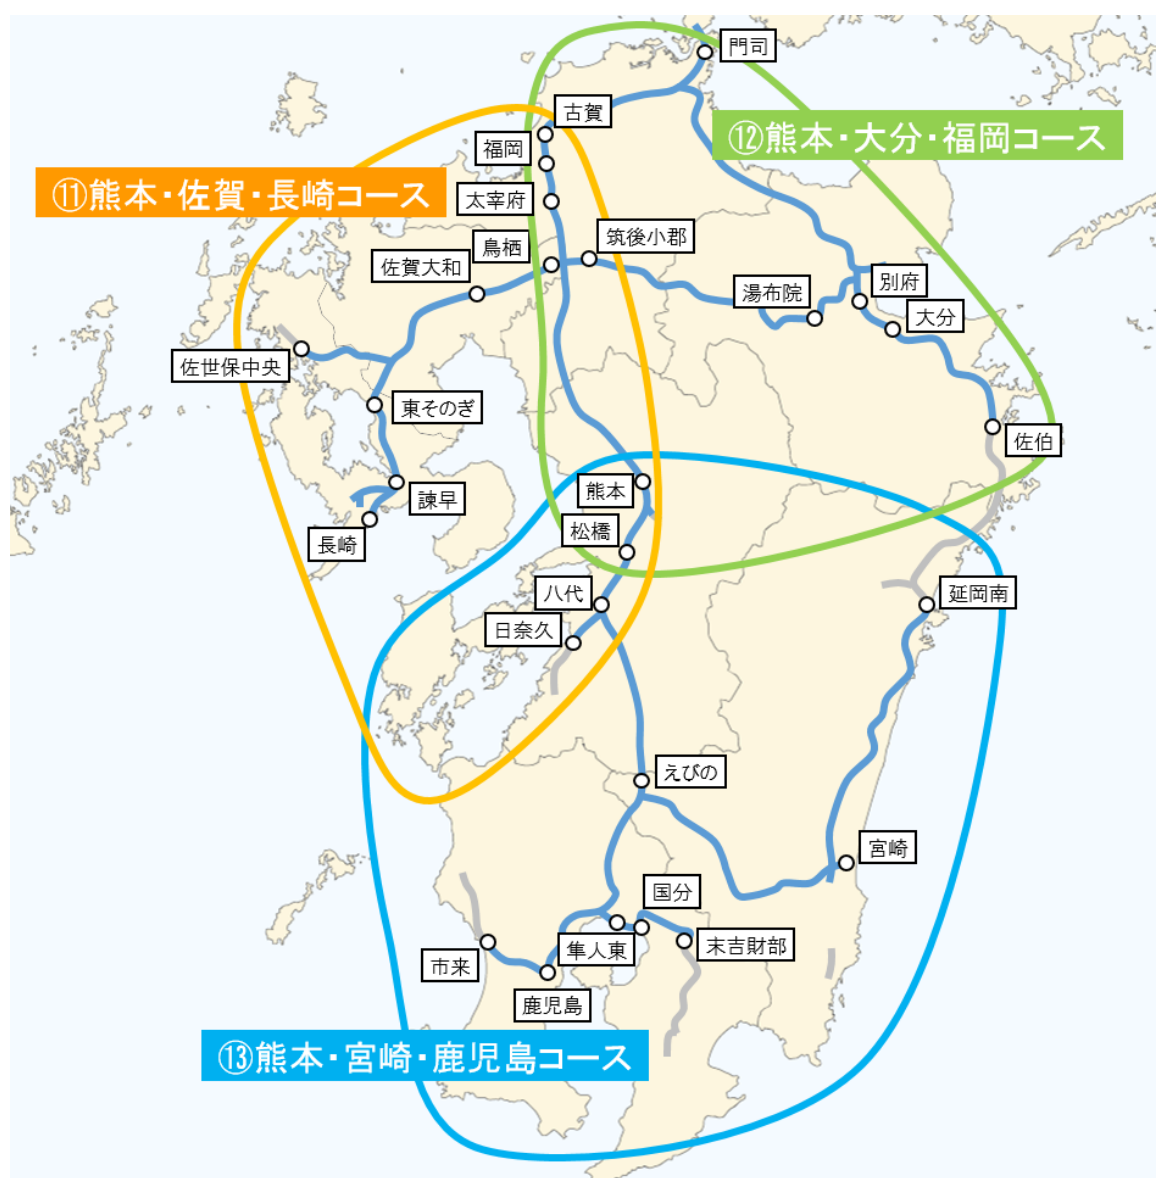 門司
古賀
⑫熊本・大分・福岡コース
福岡
⑪熊本・佐賀・長崎コース
太宰府
筑後小郡
鳥栖
佐賀大和
湯布院
別府
大分
佐世保中央
東そのぎ
佐伯
熊本
諫早
松橋
長崎
八代
延岡南
日奈久
えびの
宮崎
国分
隼人東
末吉財部
市来
鹿児島
⑬熊本・宮崎・鹿児島コース